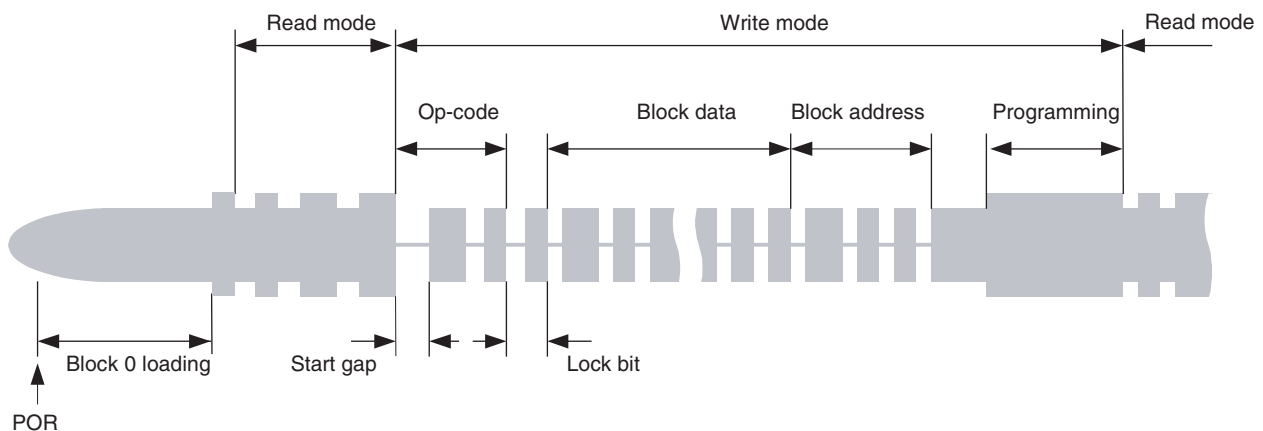 Read mode
Write mode
Read mode
Op-code
Block data
Block address
Programming
Block 0 loading
Start gap
Lock bit
POR